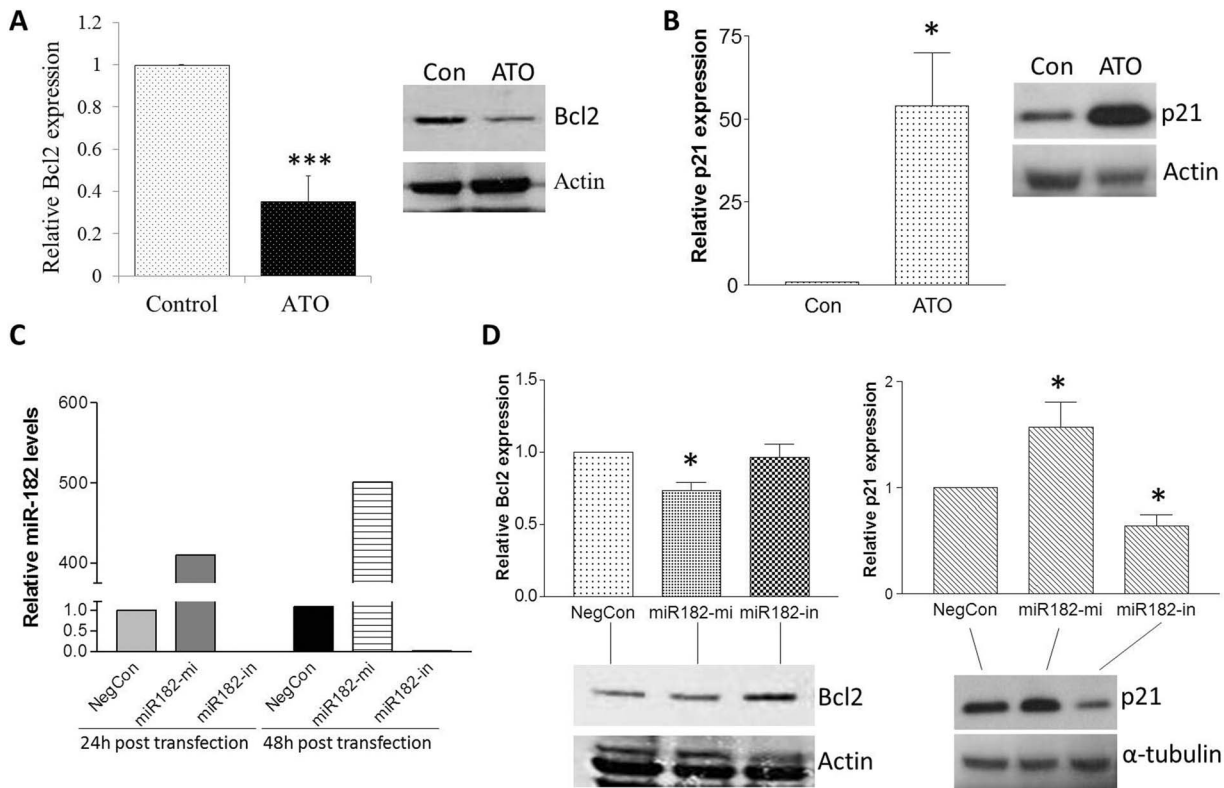 A
Relative Bcl2 expression
1.2
1
0.8
0.6
0.4
0.2
0
***
Control ATO
Con ATO
Bcl2
Actin
B
Relative p21 expression
75
50
25
0
*
Con ATO
Con ATO
p21
Actin
C
Relative miR-182 levels
600
500
400
1.0
0.5
0.0
NegCon
miR182-mi
miR182-in
NegCon
miR182-mi
miR182-in
24h post transfection 48h post transfection
D
Relative Bcl2 expression
1.5
1.0
0.5
0.0
*
NegCon miR182-mi miR182-in
Bcl2
Actin
Relative p21 expression
2
1
0
*
*
NegCon miR182-mi miR182-in
p21
α-tubulin